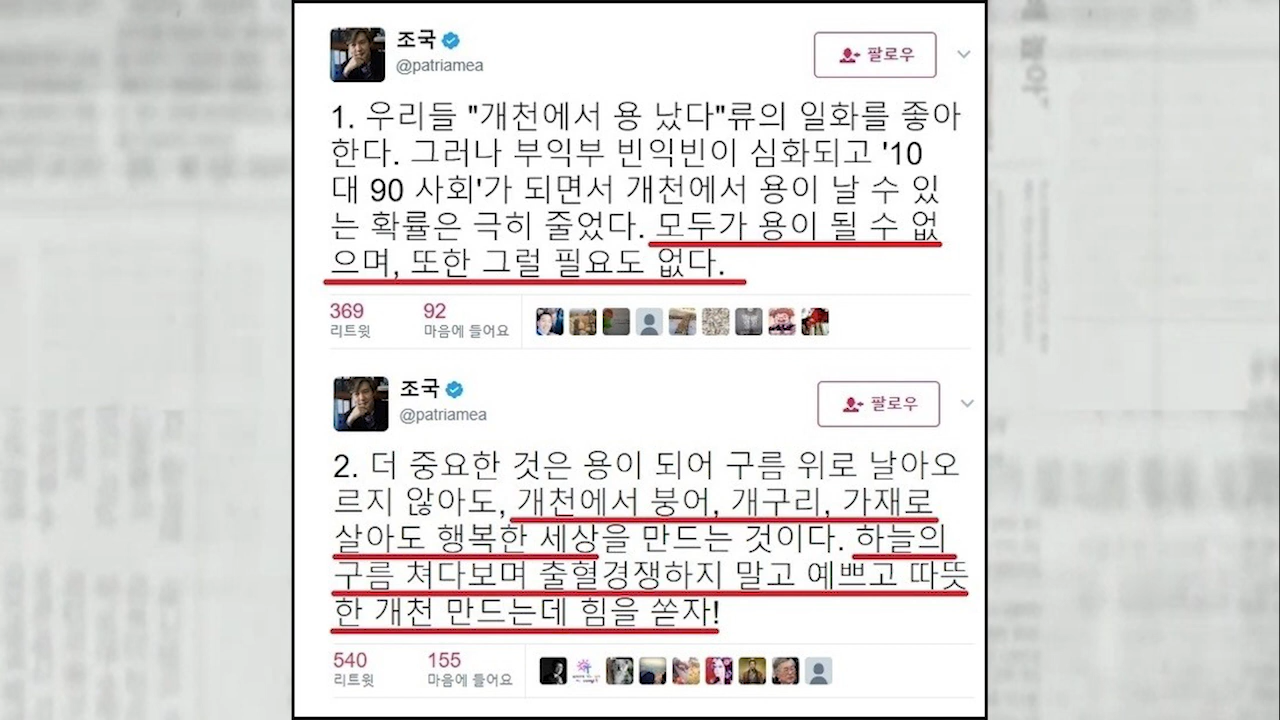 조국
@patriamea
팔로우
1. 우리들 "개천에서 용 났다"류의 일화를 좋아
한다. 그러나 부익부 빈익빈이 심화되고 '10
대 90 사회'가 되면서 개천에서 용이 날 수 있
는 확률은 극히 줄었다. 모두가 용이 될 수 없
으며, 또한 그럴 필요도 없다.
369 92
리트윗 마음에 들어요
조국
@patriamea
팔로우
2. 더 중요한 것은 용이 되어 구름 위로 날아오
르지 않아도, 개천에서 붕어, 개구리, 가재로
살아도 행복한 세상을 만드는 것이다. 하늘의
구름 쳐다보며 출혈경쟁하지 말고 예쁘고 따뜻
한 개천 만드는데 힘을 쏟자!
540 155
리트윗 마음에 들어요